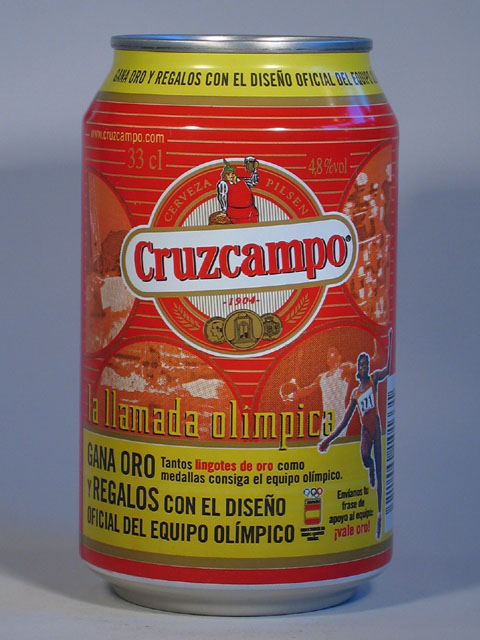 GANA ORO Y REGALOS CON EL DISEÑO OFICIAL DEL EQUIPO
www.cruzcampo.com
33 cl
4,8%vol
CERVEZA PILSEN
Cruzcampo®
-1904-
la llamada olímpica
271
GANA ORO
Y REGALOS CON EL DISEÑO
OFICIAL DEL EQUIPO OLÍMPICO
Tantos lingotes de oro como
medallas consiga el equipo olímpico.
Envíanos tu
frase de
apoyo al equipo:
¡vale oro!